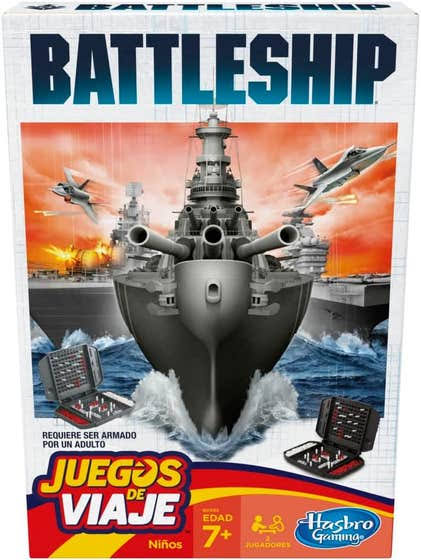 BATTLESHIP
REQUIERE SER ARMADO
POR UN ADULTO
JUEGOS
DE
VIAJE
Niños
EDAD
7+
2
JUGADORES
Hasbro
Gaming